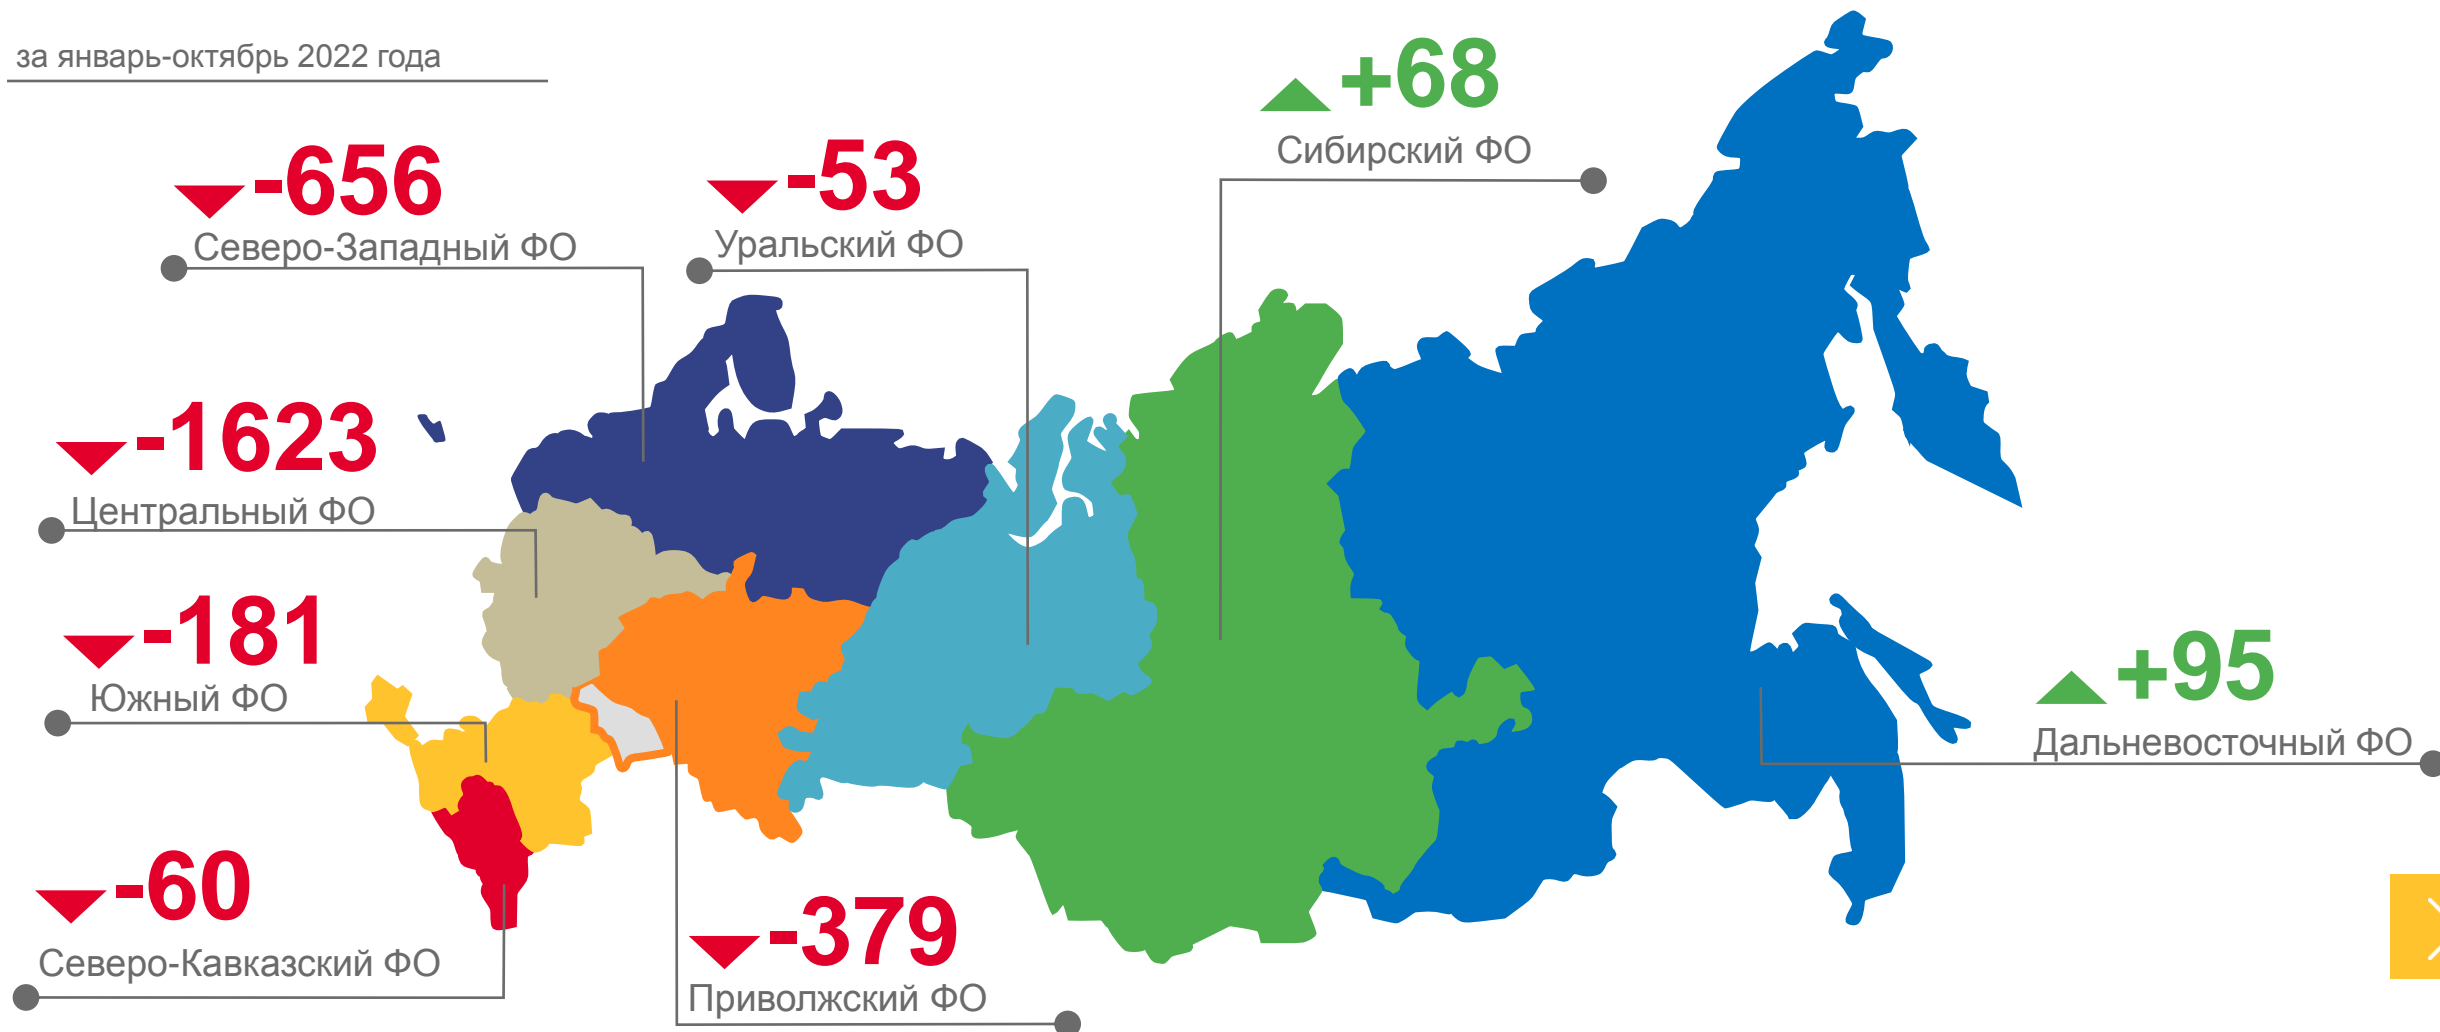 за январь-октябрь 2022 года
+68
Сибирский ФО
-656
Северо-Западный ФО
-53
Уральский ФО
-1623
Центральный ФО
-181
Южный ФО
+95
Дальневосточный ФО
-60
Северо-Кавказский ФО
-379
Приволжский ФО